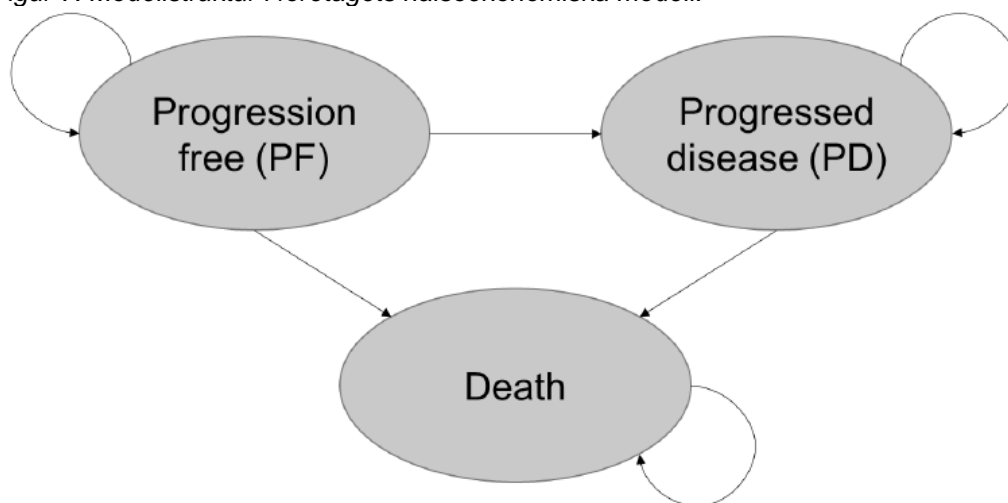 Progression
free (PF)
Progressed
disease (PD)
Death